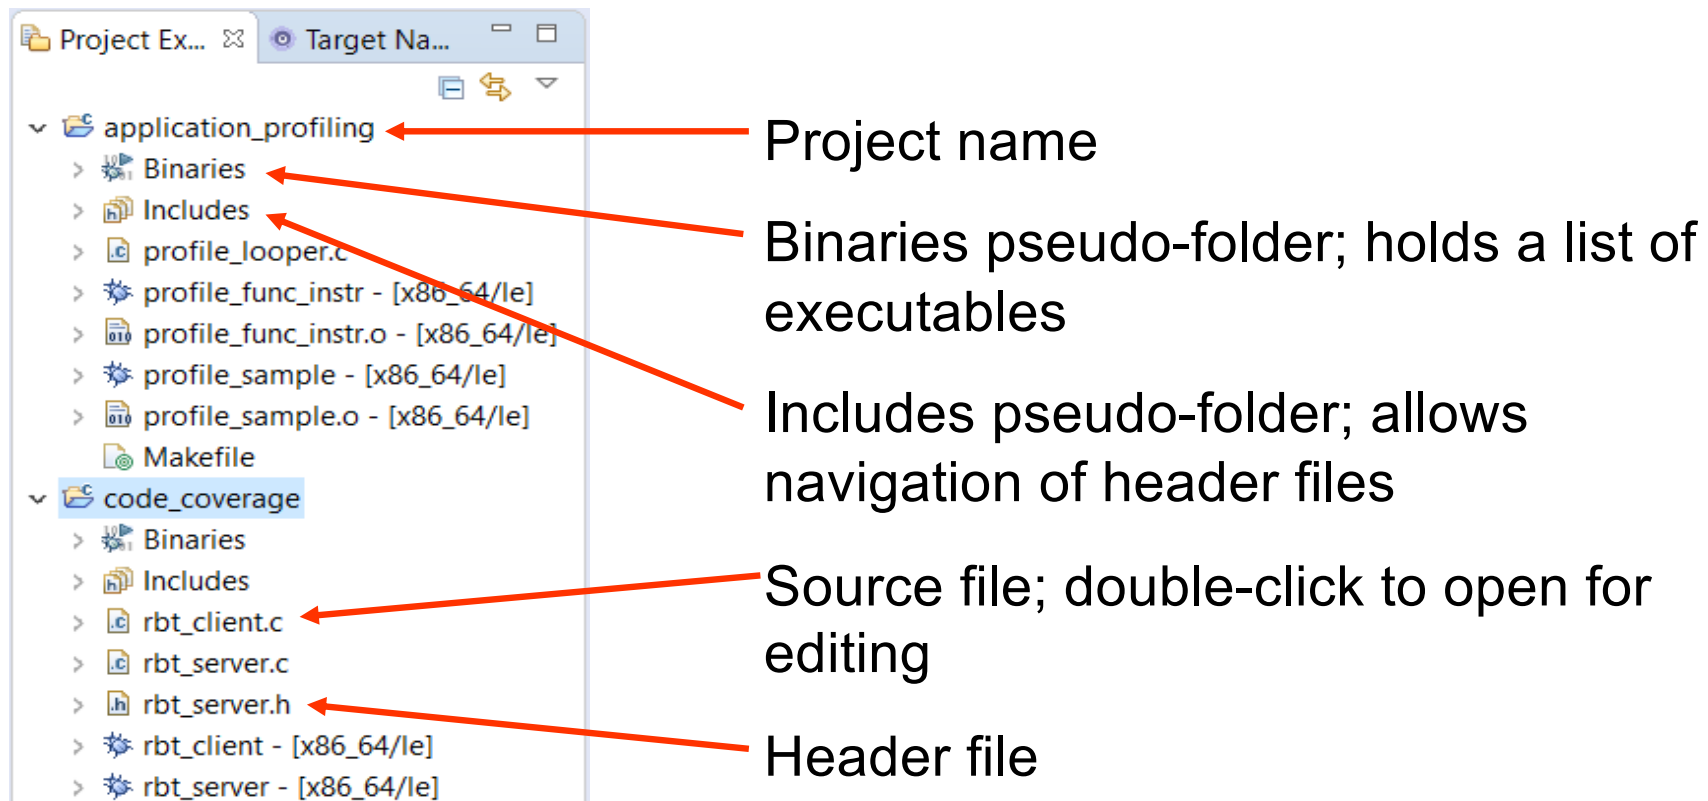 Project Ex...
Target Na...
application_profiling
Binaries
Includes
profile_looper.c
profile_func_instr - [x86_64/le]
profile_func_instr.o - [x86_64/le]
profile_sample - [x86_64/le]
profile_sample.o - [x86_64/le]
Makefile
code_coverage
Binaries
Includes
rbt_client.c
rbt_server.c
rbt_server.h
rbt_client - [x86_64/le]
rbt_server - [x86_64/le]
Project name
Binaries pseudo-folder; holds a list of
executables
Includes pseudo-folder; allows
navigation of header files
Source file; double-click to open for
editing
Header file